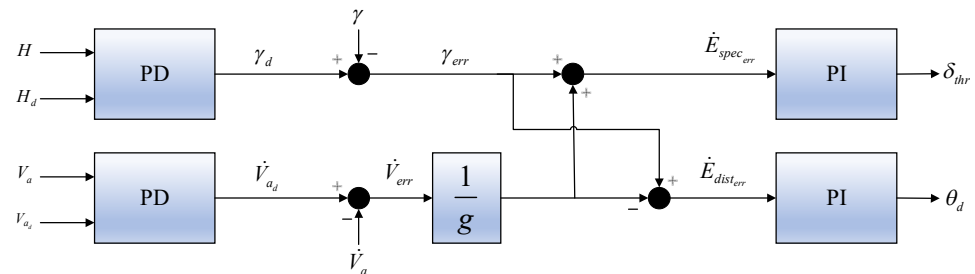 H
H_d
PD
γ_d
+
γ
−
γ_err
+
+
Ė_spec_err
PI
δ_thr
V_a
V_a_d
PD
V̇_a_d
+
−
V̇_a
V̇_err
1
g
+
−
Ė_dist_err
PI
θ_d